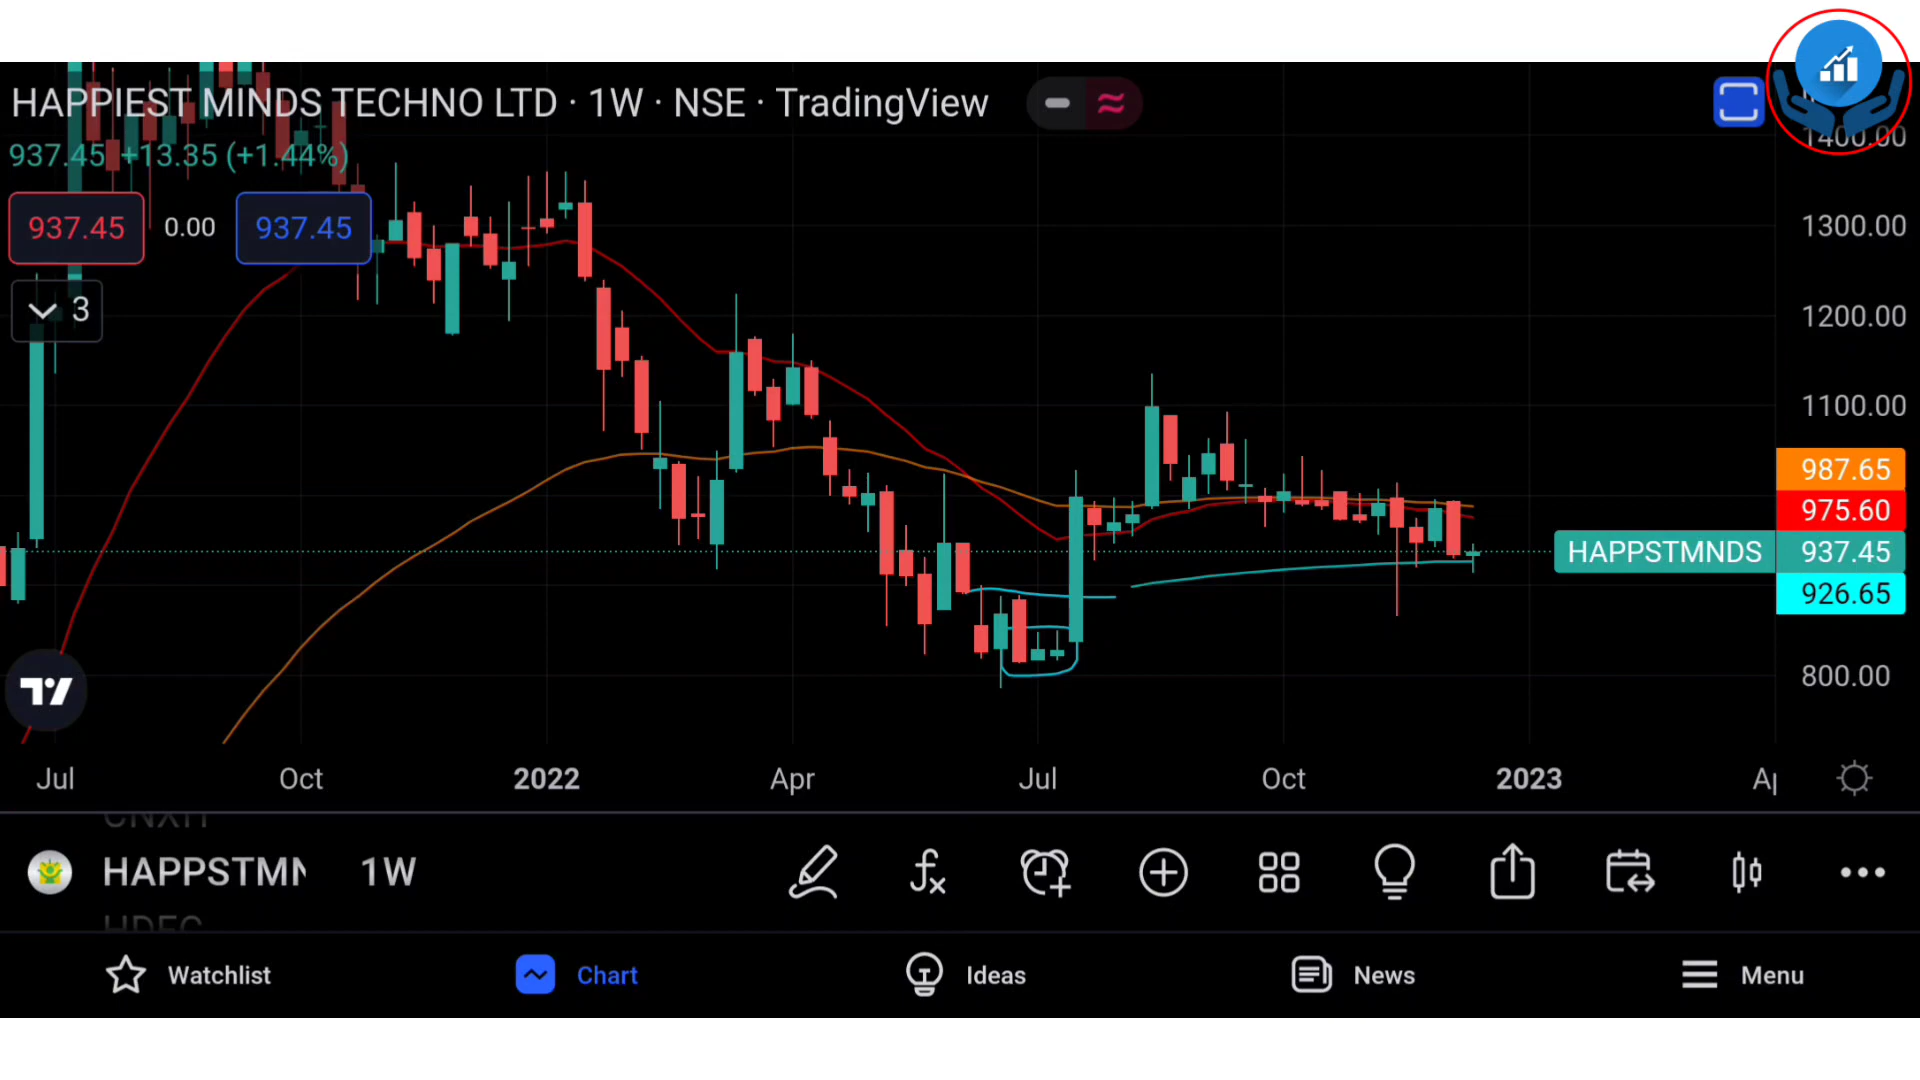 HAPPIEST MINDS TECHNO LTD · 1W · NSE · TradingView
937.45 +13.35 (+1.44%)
937.45 0.00 937.45
3
1400.00
1300.00
1200.00
1100.00
987.65
975.60
HAPPSTMNDS 937.45
926.65
800.00
Jul Oct 2022 Apr Jul Oct 2023
HAPPSTMN 1W
Watchlist Chart Ideas News Menu